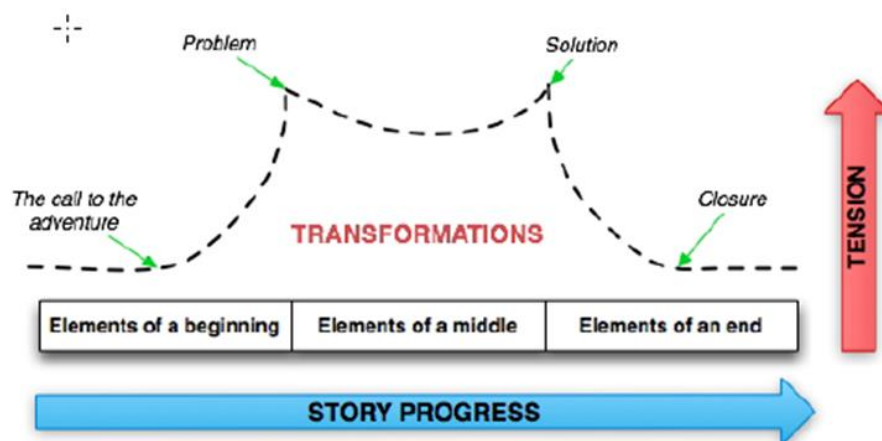 Problem
Solution
The call to the
adventure
Closure
TRANSFORMATIONS
TENSION
Elements of a beginning
Elements of a middle
Elements of an end
STORY PROGRESS